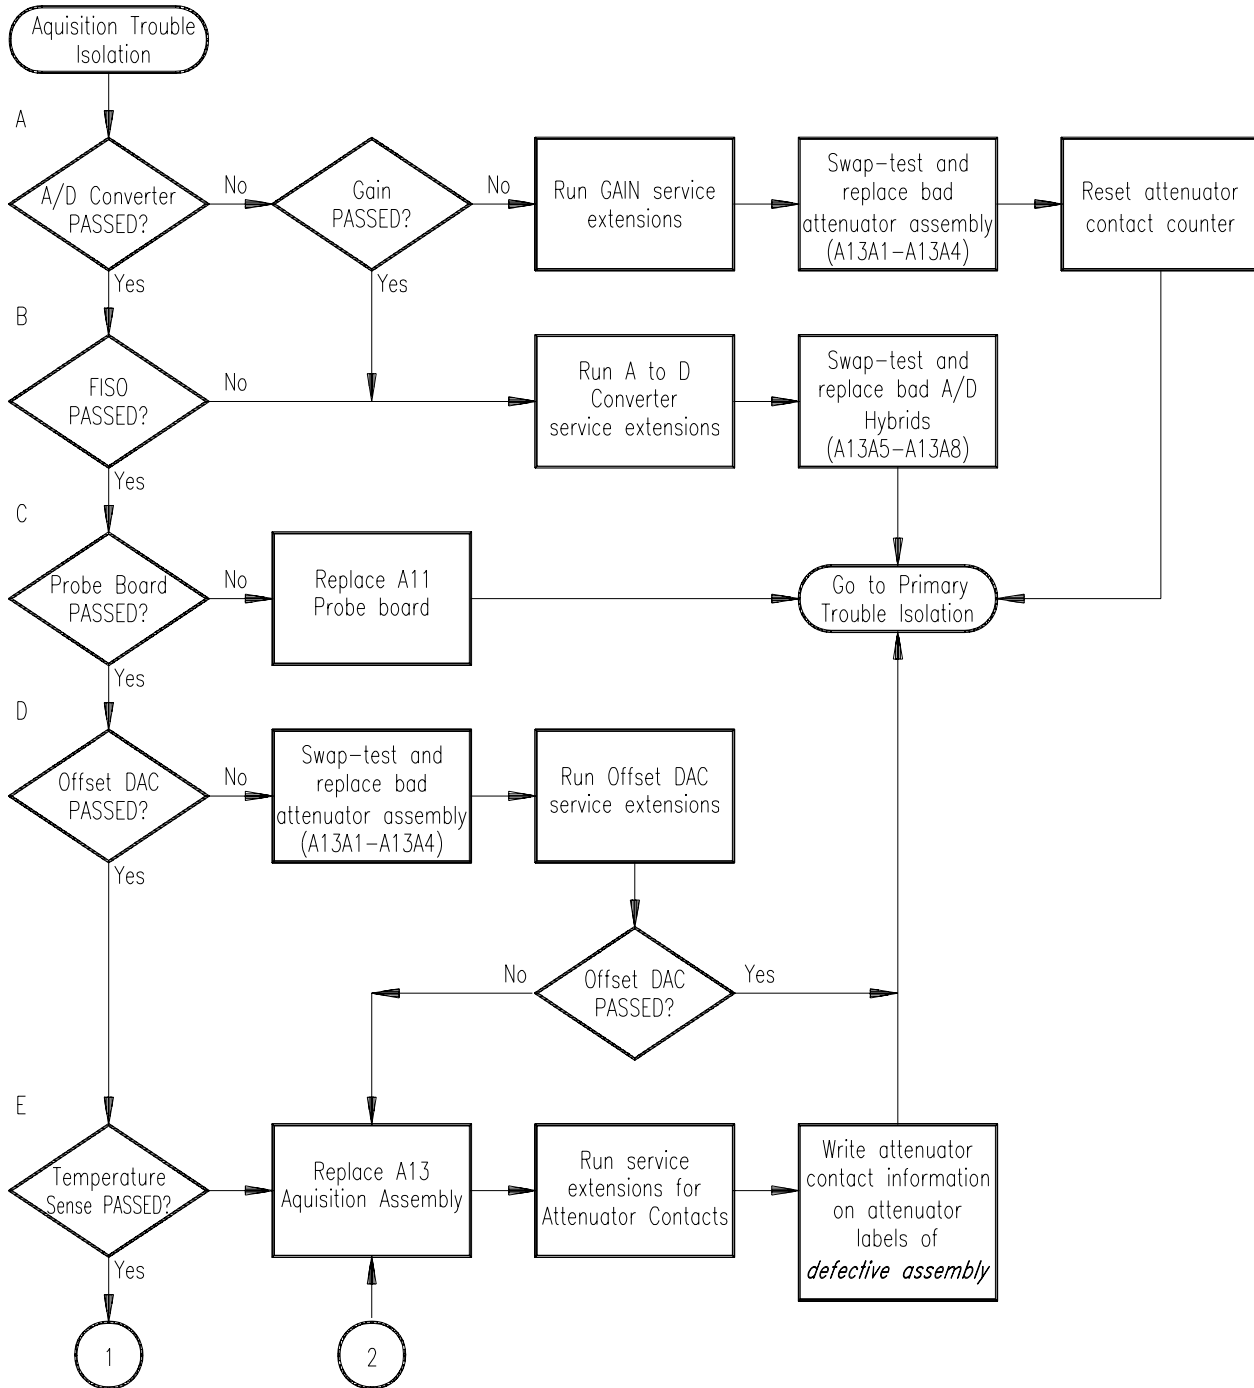 Aquisition Trouble
Isolation
A
A/D Converter
PASSED?
No
Yes
Gain
PASSED?
No
Yes
Run GAIN service
extensions
Swap-test and
replace bad
attenuator assembly
(A13A1-A13A4)
Reset attenuator
contact counter
B
FISO
PASSED?
No
Yes
Run A to D
Converter
service extensions
Swap-test and
replace bad A/D
Hybrids
(A13A5-A13A8)
C
Probe Board
PASSED?
No
Yes
Replace A11
Probe board
Go to Primary
Trouble Isolation
D
Offset DAC
PASSED?
No
Yes
Swap-test and
replace bad
attenuator assembly
(A13A1-A13A4)
Run Offset DAC
service extensions
No
Offset DAC
PASSED?
Yes
E
Temperature
Sense PASSED?
Yes
Replace A13
Aquisition Assembly
Run service
extensions for
Attenuator Contacts
Write attenuator
contact information
on attenuator
labels of
defective assembly
1
2